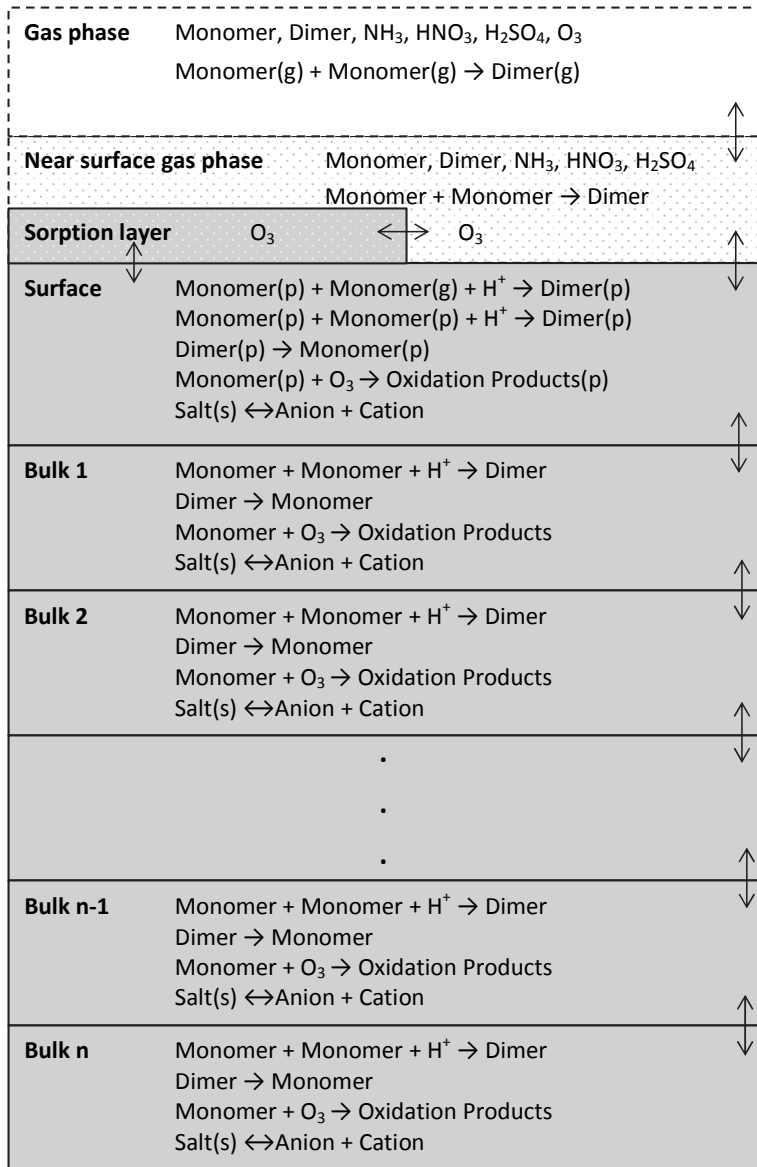 Gas phase Monomer, Dimer, NH₃, HNO₃, H₂SO₄, O₃
Monomer(g) + Monomer(g) → Dimer(g)
Near surface gas phase Monomer, Dimer, NH₃, HNO₃, H₂SO₄
Monomer + Monomer → Dimer
Sorption layer O₃ O₃
Surface Monomer(p) + Monomer(g) + H⁺ → Dimer(p)
Monomer(p) + Monomer(p) + H⁺ → Dimer(p)
Dimer(p) → Monomer(p)
Monomer(p) + O₃ → Oxidation Products(p)
Salt(s) ↔Anion + Cation
Bulk 1 Monomer + Monomer + H⁺ → Dimer
Dimer → Monomer
Monomer + O₃ → Oxidation Products
Salt(s) ↔Anion + Cation
Bulk 2 Monomer + Monomer + H⁺ → Dimer
Dimer → Monomer
Monomer + O₃ → Oxidation Products
Salt(s) ↔Anion + Cation
.
.
.
Bulk n-1 Monomer + Monomer + H⁺ → Dimer
Dimer → Monomer
Monomer + O₃ → Oxidation Products
Salt(s) ↔Anion + Cation
Bulk n Monomer + Monomer + H⁺ → Dimer
Dimer → Monomer
Monomer + O₃ → Oxidation Products
Salt(s) ↔Anion + Cation